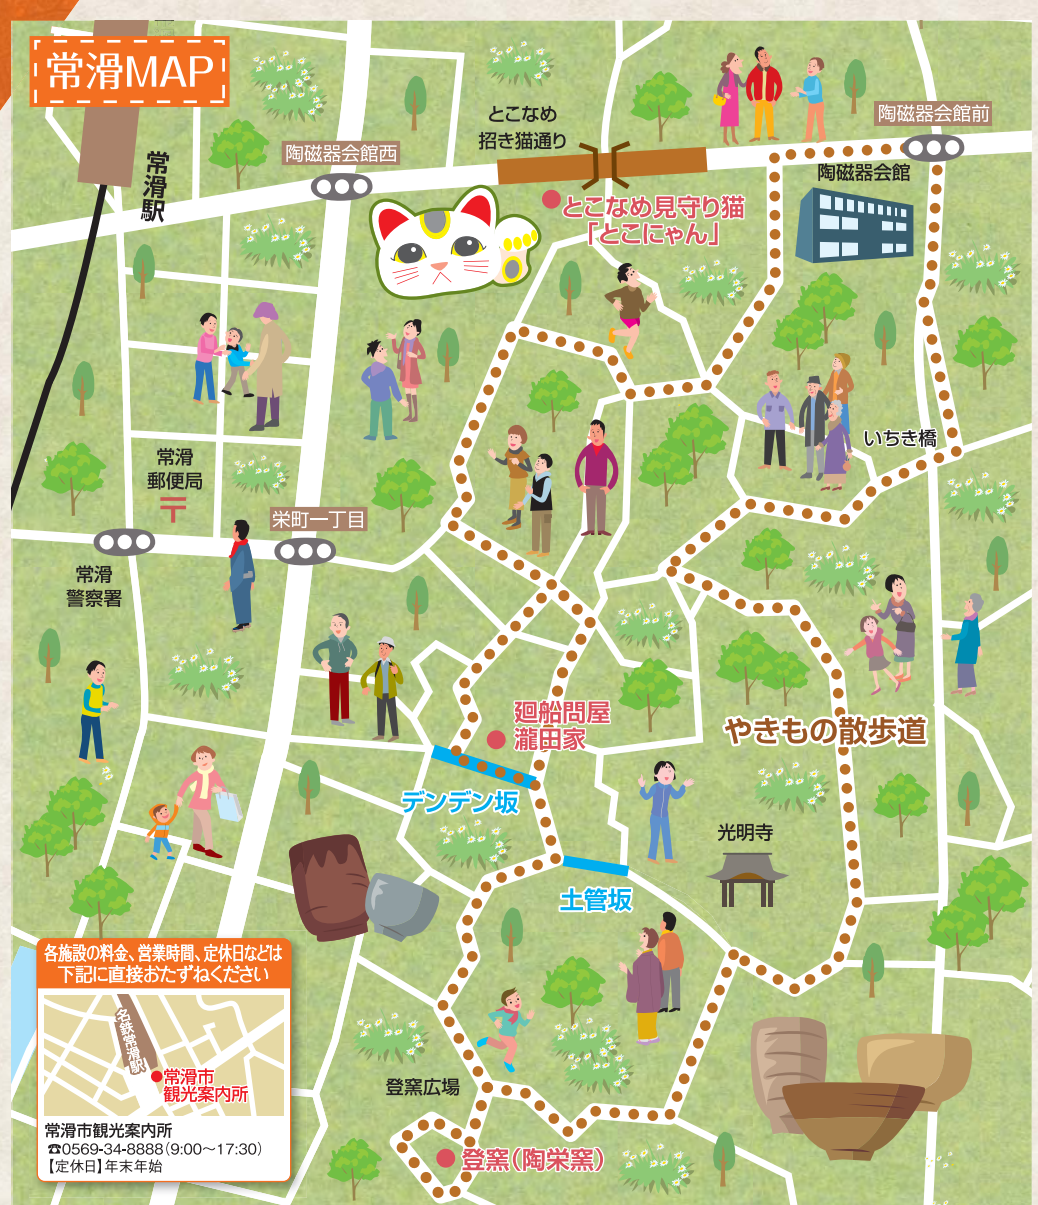 常滑MAP
常滑駅
陶磁器会館西
とこなめ
招き猫通り
陶磁器会館前
陶磁器会館
とこなめ見守り猫
「とこにゃん」
いちき橋
常滑
郵便局
〒
栄町一丁目
常滑
警察署
廻船問屋
瀧田家
やきもの散歩道
デンデン坂
光明寺
土管坂
各施設の料金、営業時間、定休日などは
下記に直接おたずねください
名鉄常滑駅
常滑市
観光案内所
常滑市観光案内所
☎0569-34-8888(9:00〜17:30)
【定休日】年末年始
登窯広場
登窯(陶栄窯)